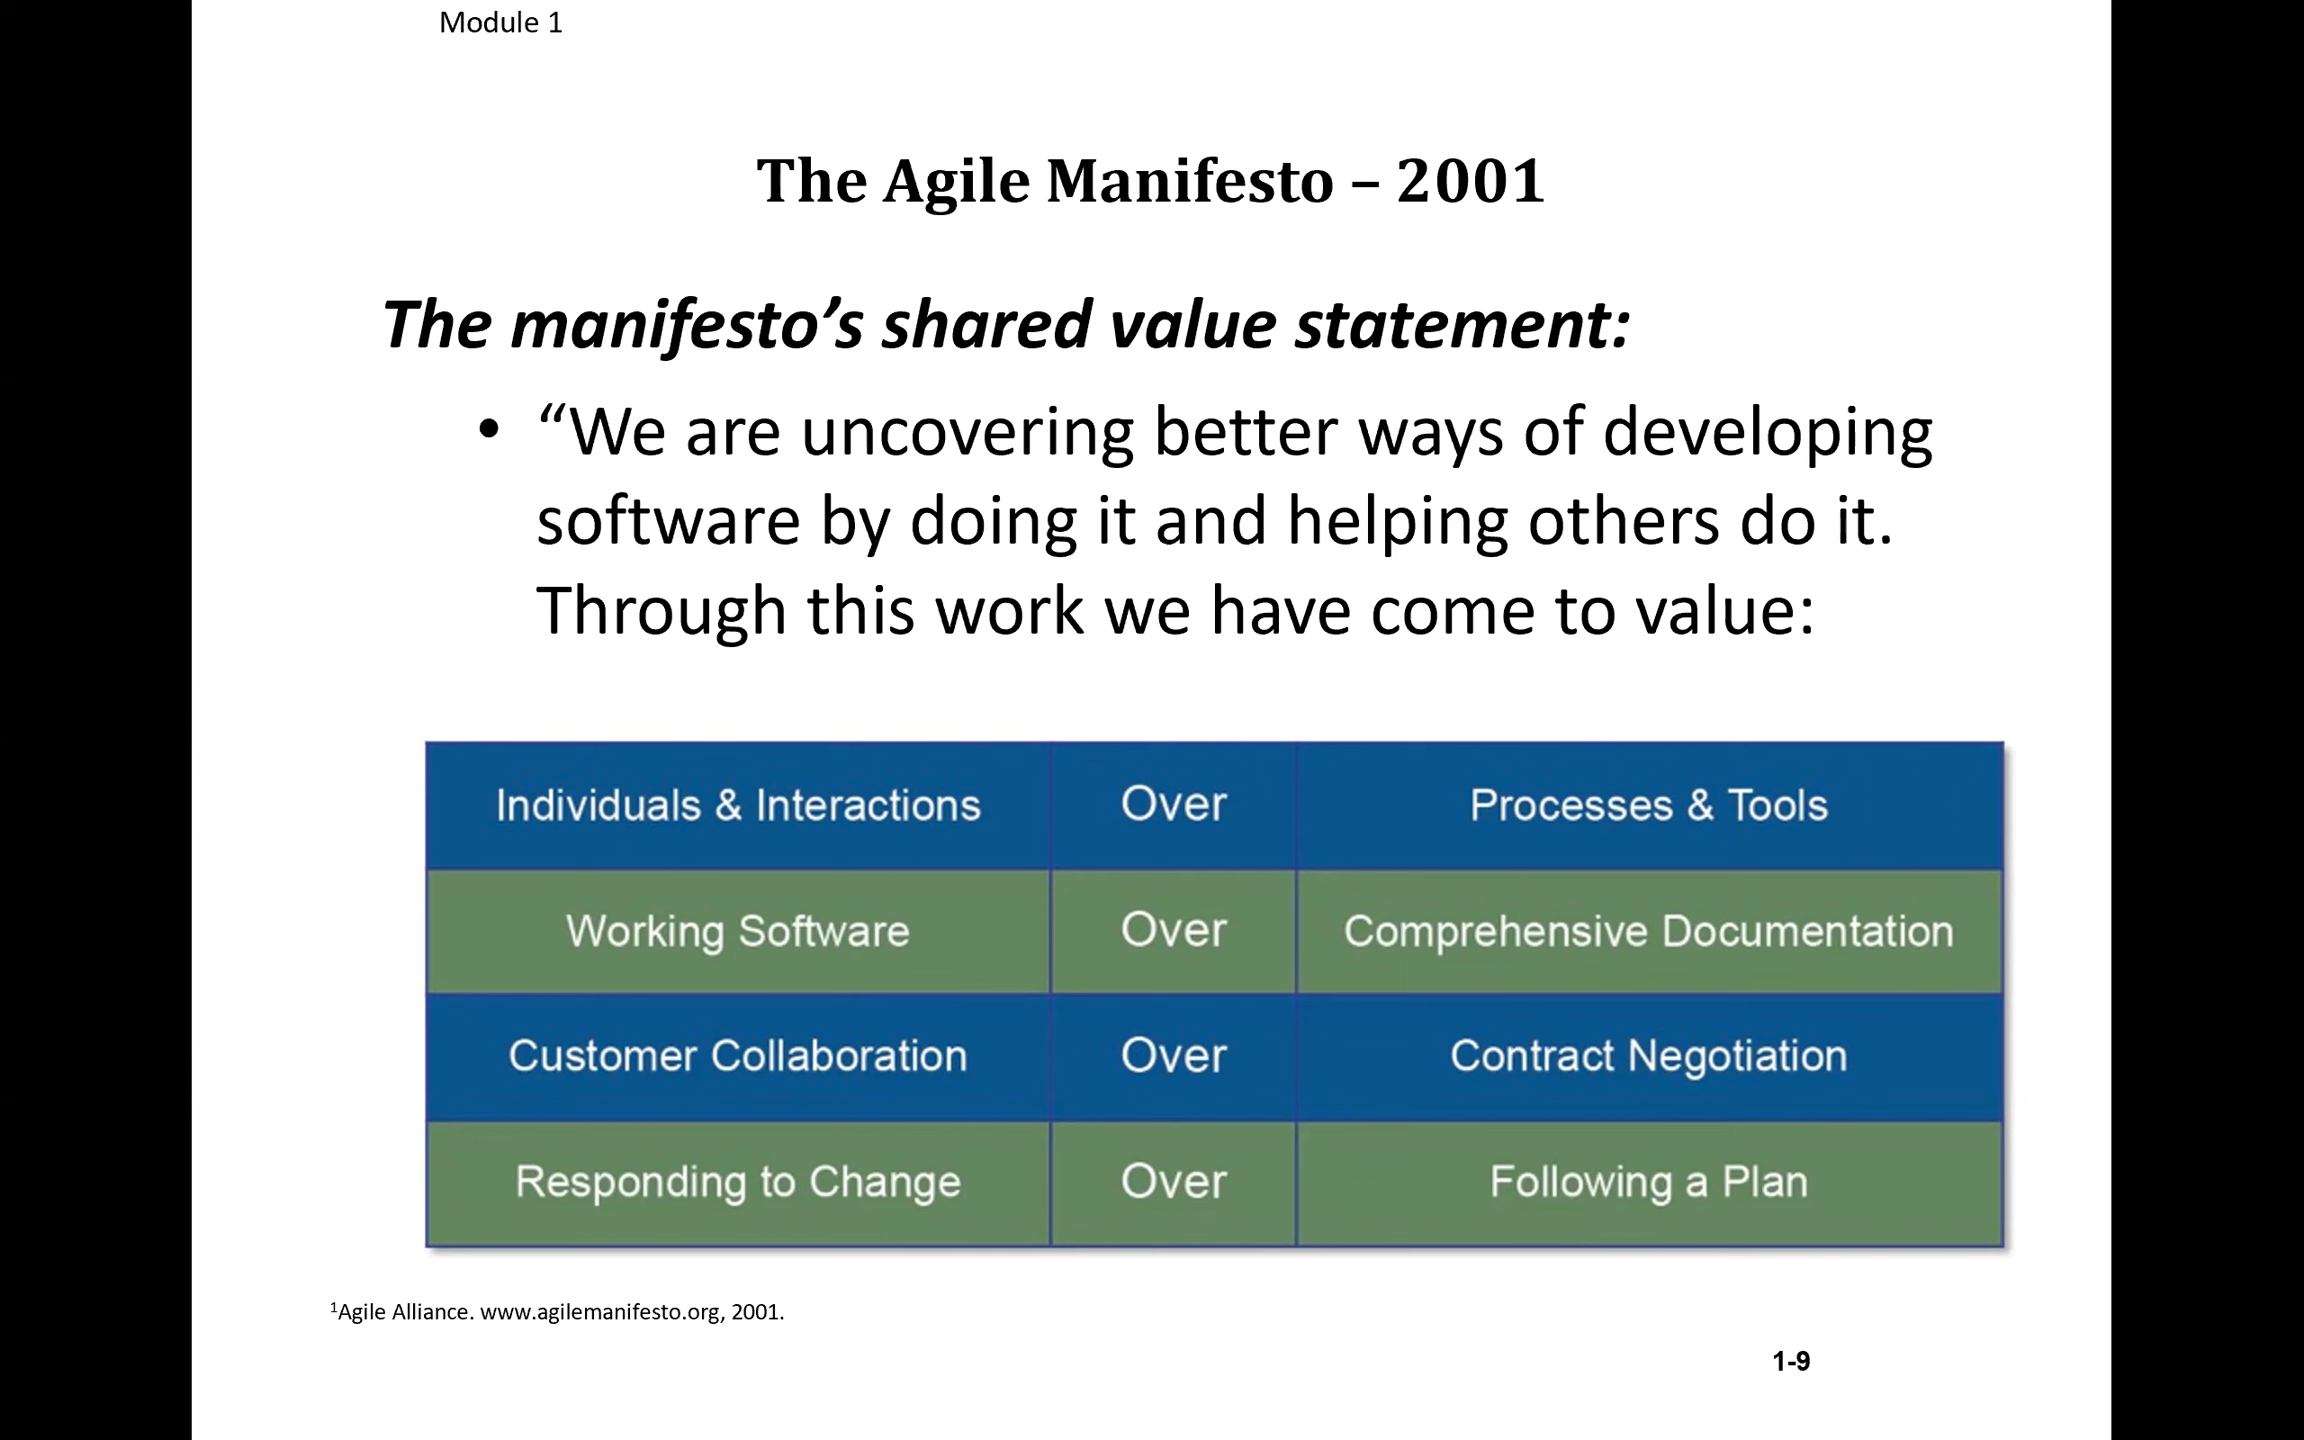 Module 1
The Agile Manifesto – 2001
The manifesto’s shared value statement:
• “We are uncovering better ways of developing
software by doing it and helping others do it.
Through this work we have come to value:
Individuals & Interactions Over Processes & Tools
Working Software Over Comprehensive Documentation
Customer Collaboration Over Contract Negotiation
Responding to Change Over Following a Plan
¹Agile Alliance. www.agilemanifesto.org, 2001.
1-9